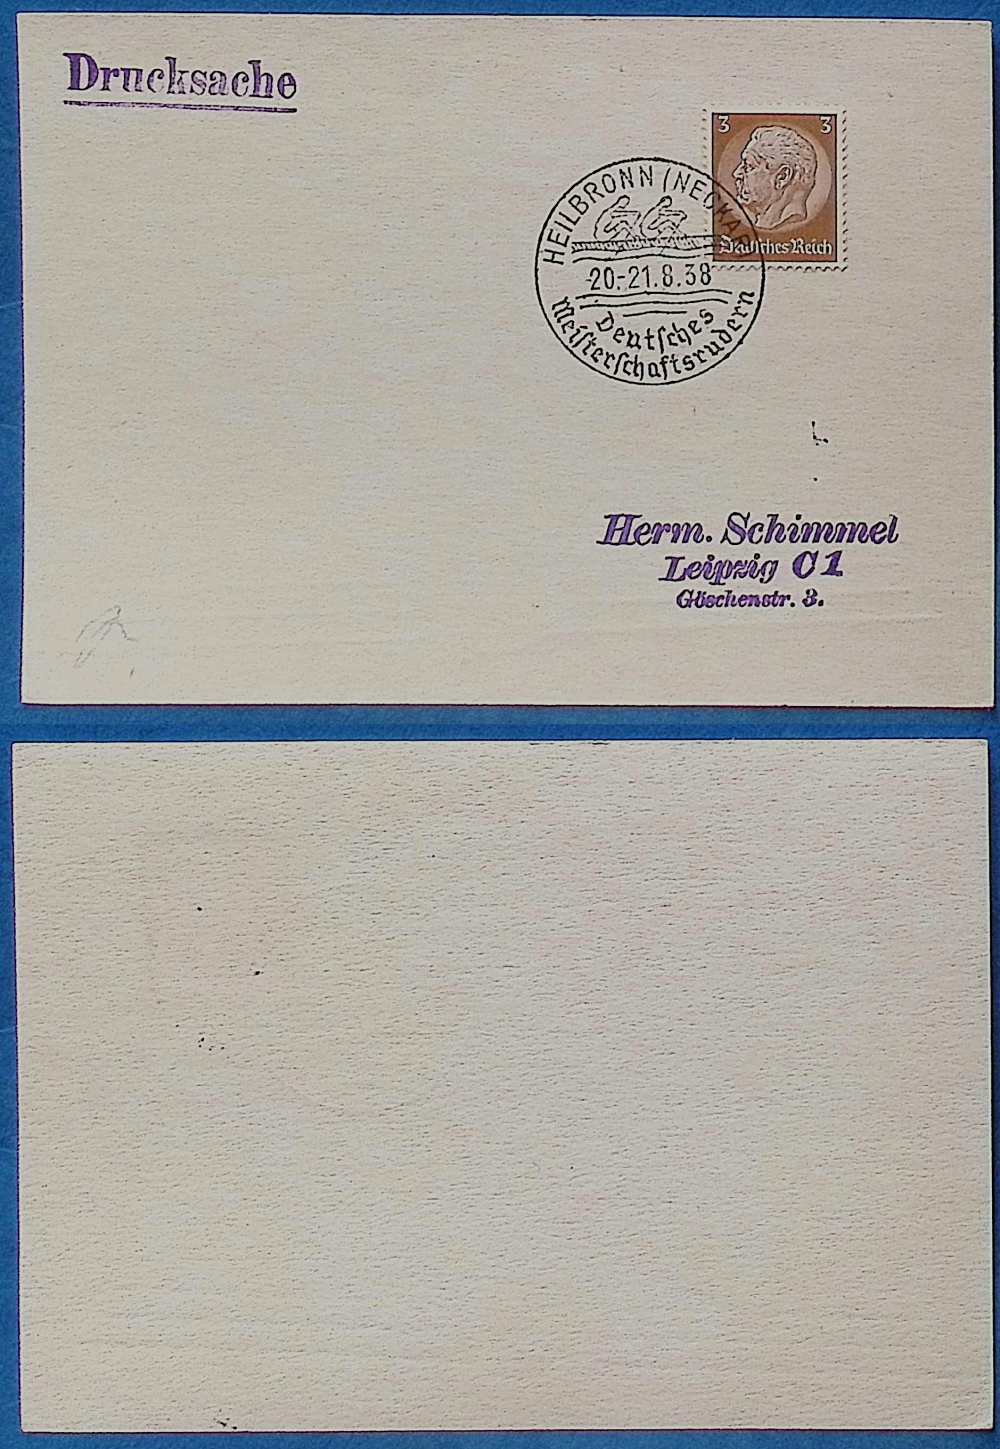 Drucksache
3 3
Deutsches Reich
HEILBRONN (NECKAR)
20.-21.8.38
Deutsches
Meisterschaftsrudern
Herm. Schimmel
Leipzig C1
Göschenstr. 3.